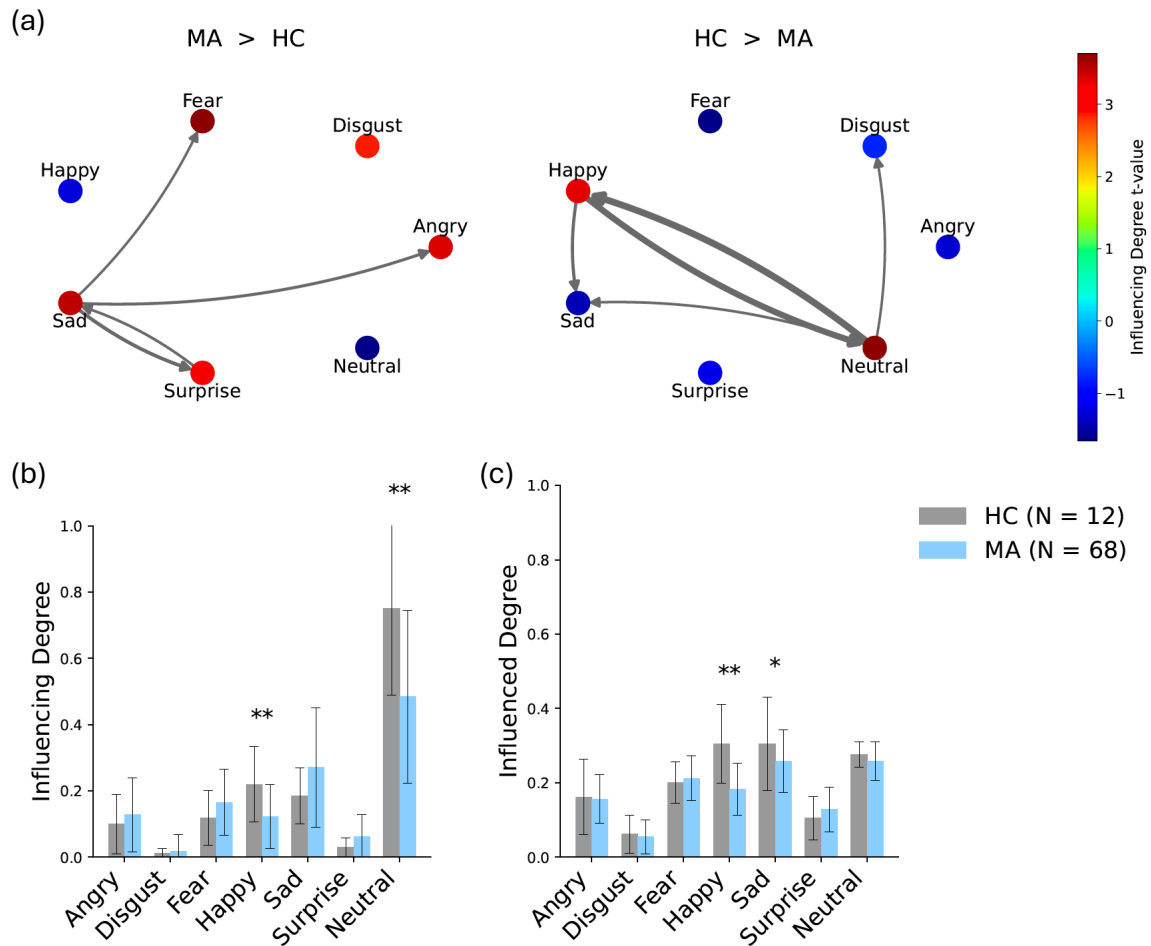 (a)
MA > HC
HC > MA
Fear
Disgust
Happy
Angry
Sad
Neutral
Surprise
Fear
Disgust
Happy
Angry
Sad
Neutral
Surprise
3
2
1
0
−1
Influencing Degree t-value
(b)
**
1.0
0.8
0.6
0.4
0.2
0.0
**
Influencing Degree
Angry
Disgust
Fear
Happy
Sad
Surprise
Neutral
(c)
1.0
0.8
0.6
0.4
0.2
0.0
**
*
Influenced Degree
Angry
Disgust
Fear
Happy
Sad
Surprise
Neutral
HC (N = 12)
MA (N = 68)